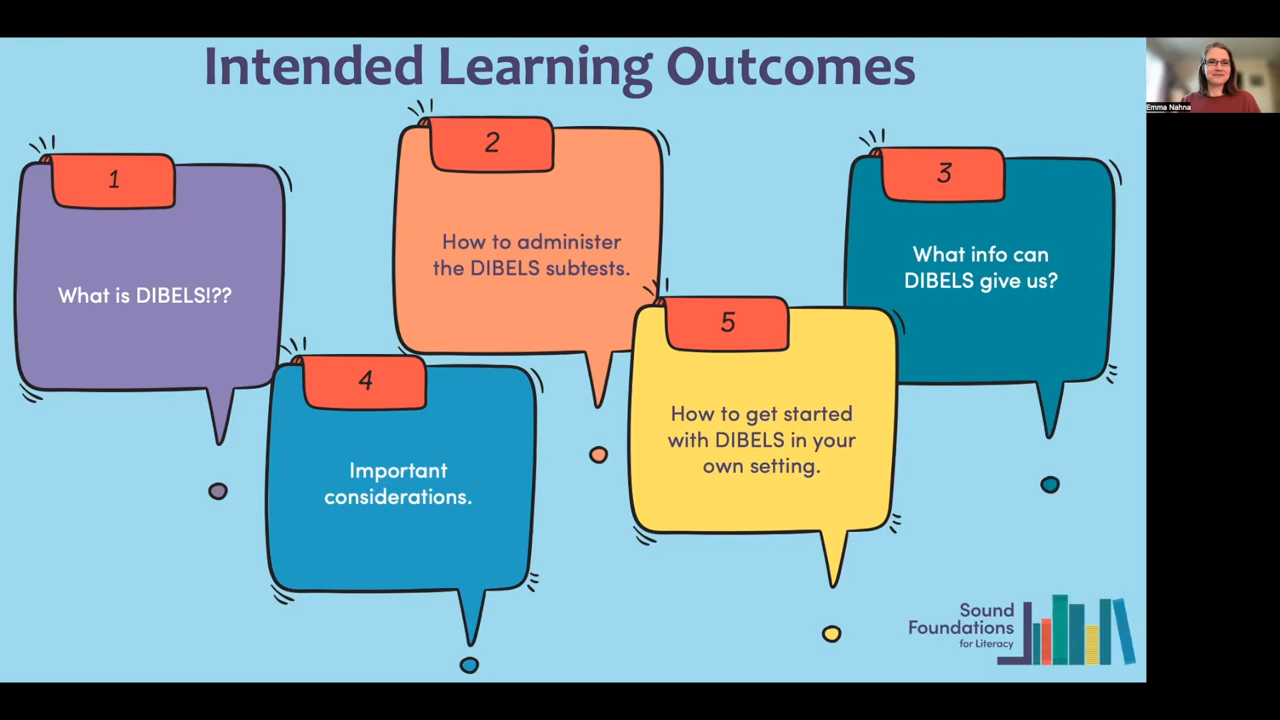 Intended Learning Outcomes
Emma Nahna
1
What is DIBELS!??
2
How to administer
the DIBELS subtests.
3
What info can
DIBELS give us?
4
Important
considerations.
5
How to get started
with DIBELS in your
own setting.
Sound
Foundations
for Literacy